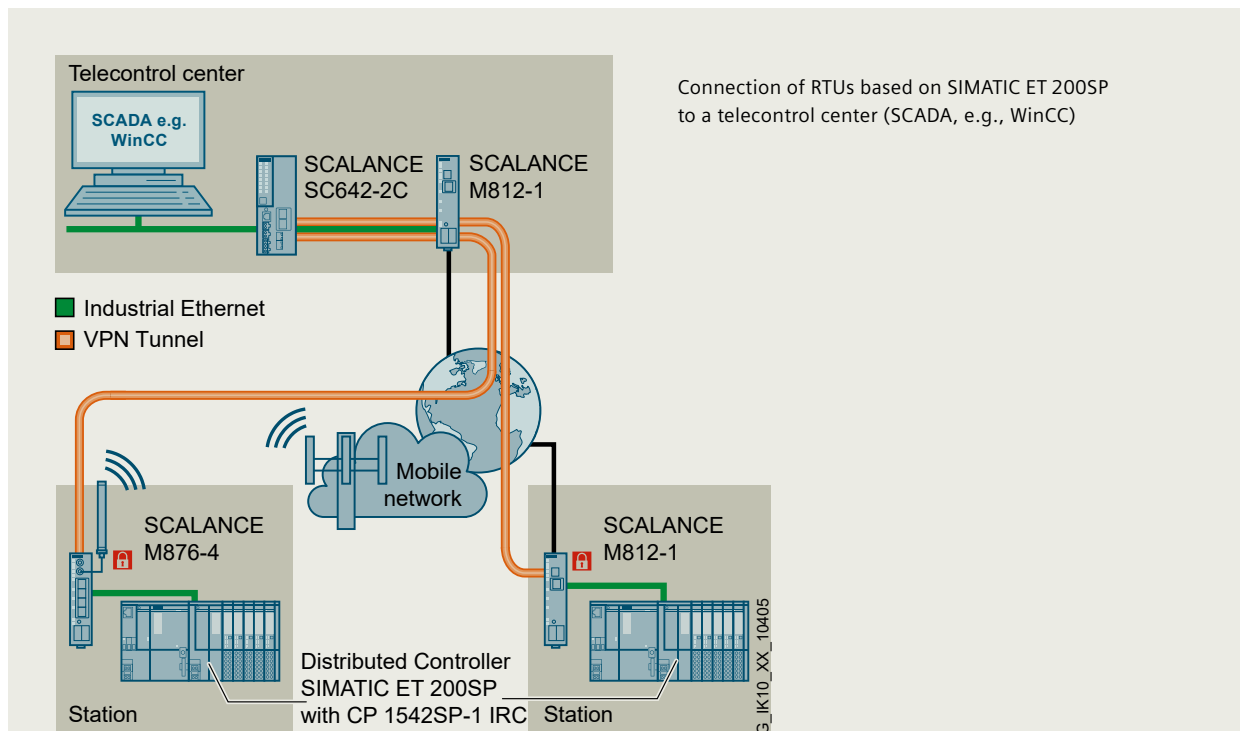 Telecontrol center
Connection of RTUs based on SIMATIC ET 200SP
to a telecontrol center (SCADA, e.g., WinCC)
SCADA e.g.
WinCC
SCALANCE
SC642-2C
SCALANCE
M812-1
Industrial Ethernet
VPN Tunnel
Mobile
network
SCALANCE
M876-4
SCALANCE
M812-1
Distributed Controller
SIMATIC ET 200SP
with CP 1542SP-1 IRC
Station
Station
G_IK10_XX_10405